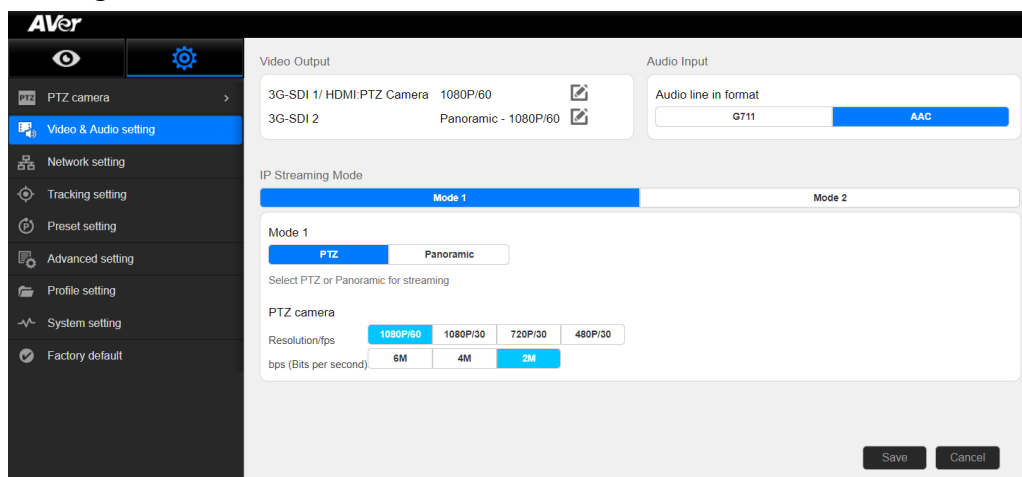 AVer
PTZ PTZ camera >
Video & Audio setting
Network setting
Tracking setting
P Preset setting
Advanced setting
Profile setting
System setting
Factory default
Video Output
3G-SDI 1/ HDMI:PTZ Camera 1080P/60
3G-SDI 2 Panoramic - 1080P/60
Audio Input
Audio line in format
G711 AAC
IP Streaming Mode
Mode 1 Mode 2
Mode 1
PTZ Panoramic
Select PTZ or Panoramic for streaming
PTZ camera
Resolution/fps 1080P/60 1080P/30 720P/30 480P/30
bps (Bits per second) 6M 4M 2M
Save Cancel